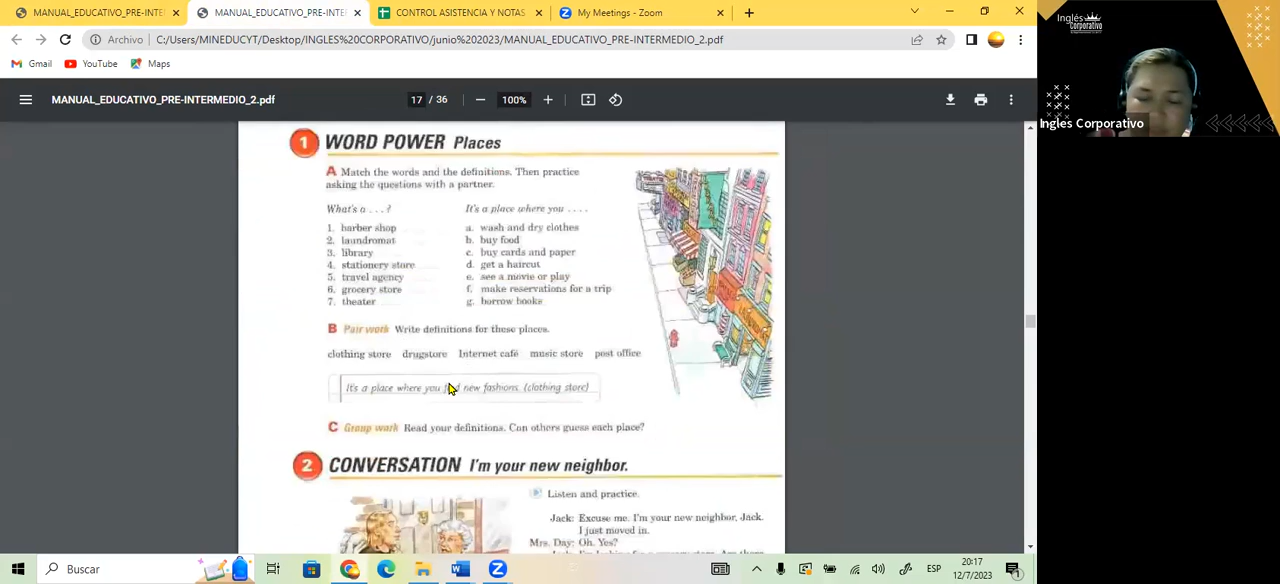 MANUAL_EDUCATIVO_PRE-INTE
MANUAL_EDUCATIVO_PRE-INTE
CONTROL ASISTENCIA Y NOTAS
My Meetings - Zoom
Archivo
C:/Users/MINEDUCYT/Desktop/INGLES%20CORPORATIVO/junio%202023/MANUAL_EDUCATIVO_PRE-INTERMEDIO_2.pdf
Gmail
YouTube
Maps
MANUAL_EDUCATIVO_PRE-INTERMEDIO_2.pdf
17 / 36
100%
1 WORD POWER Places
A Match the words and the definitions. Then practice
asking the questions with a partner.
What's a . . . ?
1. barber shop
2. laundromat
3. library
4. stationery store
5. travel agency
6. grocery store
7. theater
It's a place where you . . . .
a. wash and dry clothes
b. buy food
c. buy cards and paper
d. get a haircut
e. see a movie or play
f. make reservations for a trip
g. borrow books
B Pair work Write definitions for these places.
clothing store drugstore Internet café music store post office
It's a place where you find new fashions. (clothing store)
C Group work Read your definitions. Can others guess each place?
2 CONVERSATION I'm your new neighbor.
Listen and practice.
Jack: Excuse me. I'm your new neighbor, Jack.
I just moved in.
Mrs. Day: Oh. Yes?
Inglés
Corporativo
Ingles Corporativo
Buscar
ESP
20:17
12/7/2023